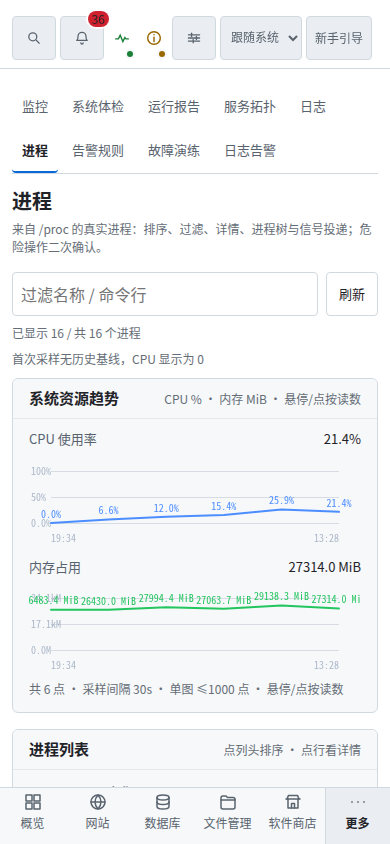 36
跟随系统
新手引导
监控 系统体检 运行报告 服务拓扑 日志
进程 告警规则 故障演练 日志告警
进程
来自 /proc 的真实进程：排序、过滤、详情、进程树与信号投递；危
险操作二次确认。
过滤名称 / 命令行
刷新
已显示 16 / 共 16 个进程
首次采样无历史基线，CPU 显示为 0
系统资源趋势
CPU % • 内存 MiB • 悬停/点按读数
CPU 使用率
21.4%
100%
50%
0.0%
0.0% 6.6% 12.0% 15.4% 25.9% 21.4%
19:34 13:28
内存占用
27314.0 MiB
26430.0 MiB 27994.4 MiB 27063.7 MiB 29138.3 MiB 27314.0 Mi
17.1kM
0.0M
19:34 13:28
共 6 点 • 采样间隔 30s • 单图 ≤1000 点 • 悬停/点按读数
进程列表
点列头排序 • 点行看详情
概览 网站 数据库 文件管理 软件商店 更多